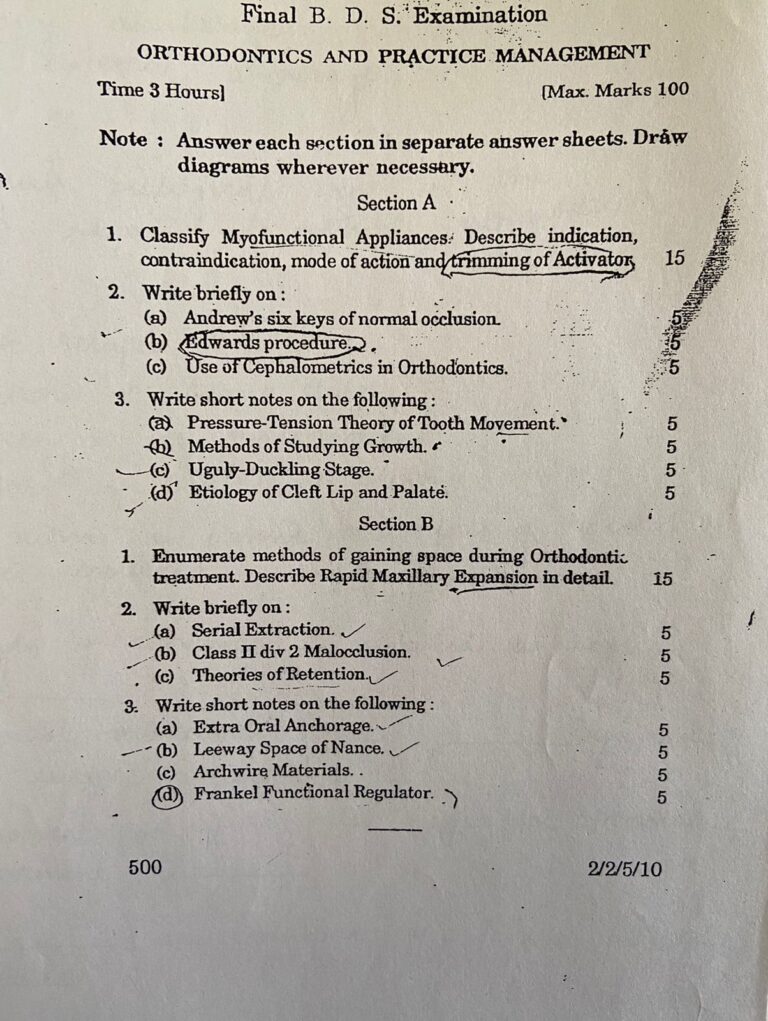 Final B. D. S. Examination
ORTHODONTICS AND PRACTICE MANAGEMENT
Time 3 Hours] [Max. Marks 100
Note : Answer each section in separate answer sheets. Draw
diagrams wherever necessary.
Section A
1. Classify Myofunctional Appliances. Describe indication,
contraindication, mode of action and trimming of Activator, 15
2. Write briefly on :
(a) Andrew's six keys of normal occlusion. 5
(b) Edwards procedure. 5
(c) Use of Cephalometrics in Orthodontics. 5
3. Write short notes on the following :
(a) Pressure-Tension Theory of Tooth Movement. 5
(b) Methods of Studying Growth. 5
(c) Uguly-Duckling Stage. 5
(d) Etiology of Cleft Lip and Palate. 5
Section B
1. Enumerate methods of gaining space during Orthodontic
treatment. Describe Rapid Maxillary Expansion in detail. 15
2. Write briefly on :
(a) Serial Extraction. 5
(b) Class II div 2 Malocclusion. 5
(c) Theories of Retention. 5
3. Write short notes on the following :
(a) Extra Oral Anchorage. 5
(b) Leeway Space of Nance. 5
(c) Archwire Materials. 5
(d) Frankel Functional Regulator. 5
500 2/2/5/10